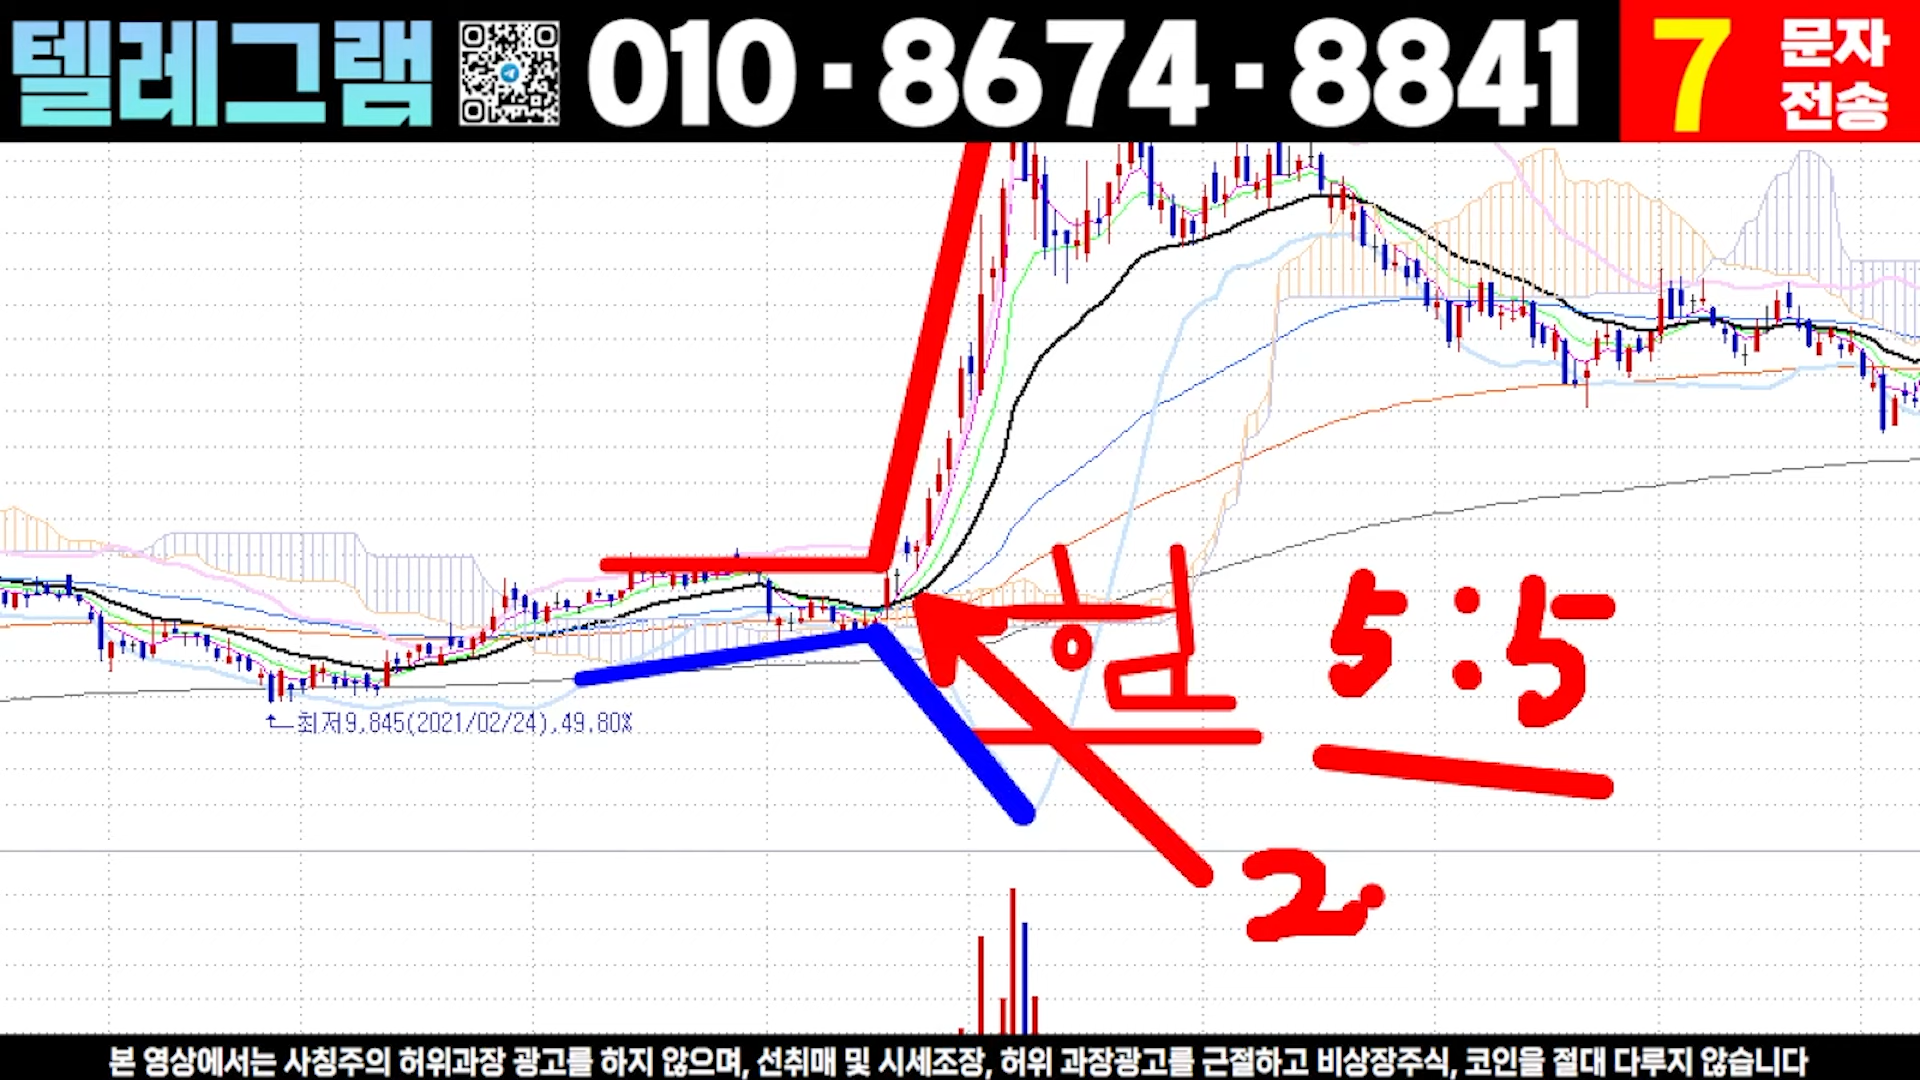 텔레그램 010·8674·8841 7 문자
전송
최저9,845(2021/02/24),49.80%
5:5
2.
본 영상에서는 사칭주의 허위과장 광고를 하지 않으며, 선취매 및 시세조장, 허위 과장광고를 근절하고 비상장주식, 코인을 절대 다루지 않습니다